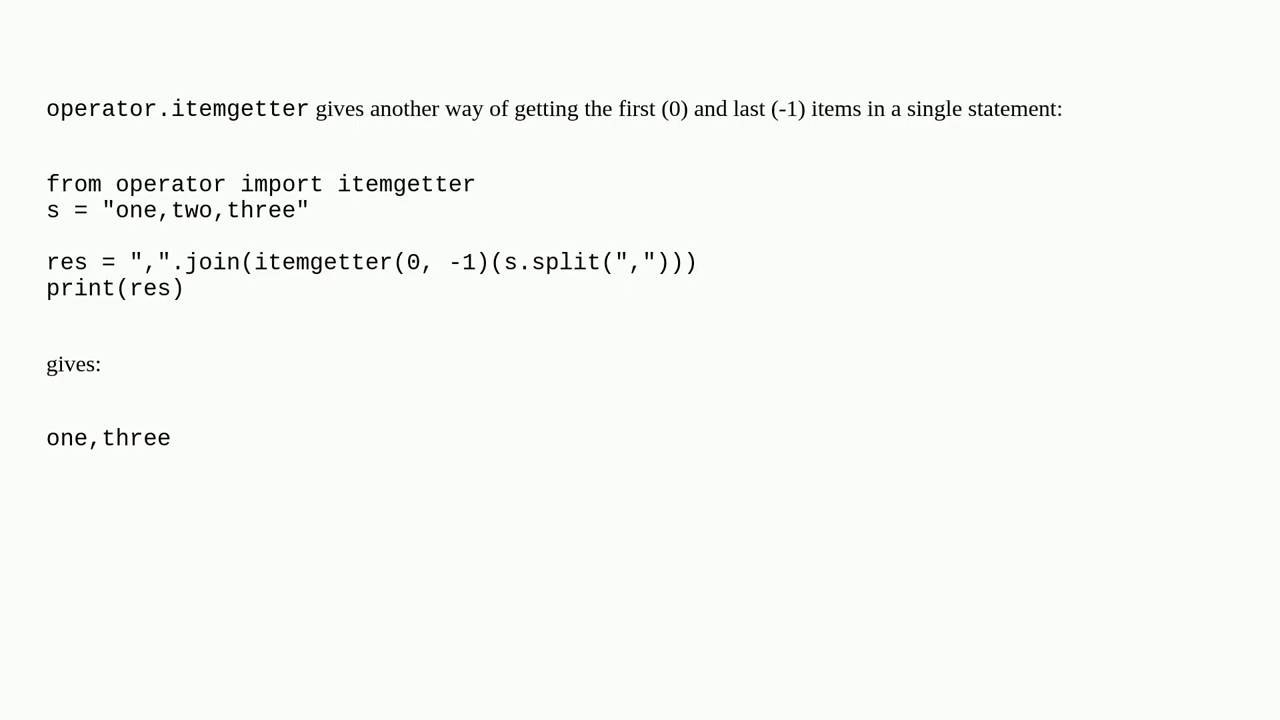 operator.itemgetter gives another way of getting the first (0) and last (-1) items in a single statement:
from operator import itemgetter
s = "one,two,three"
res = ",".join(itemgetter(0, -1)(s.split(",")))
print(res)
gives:
one,three